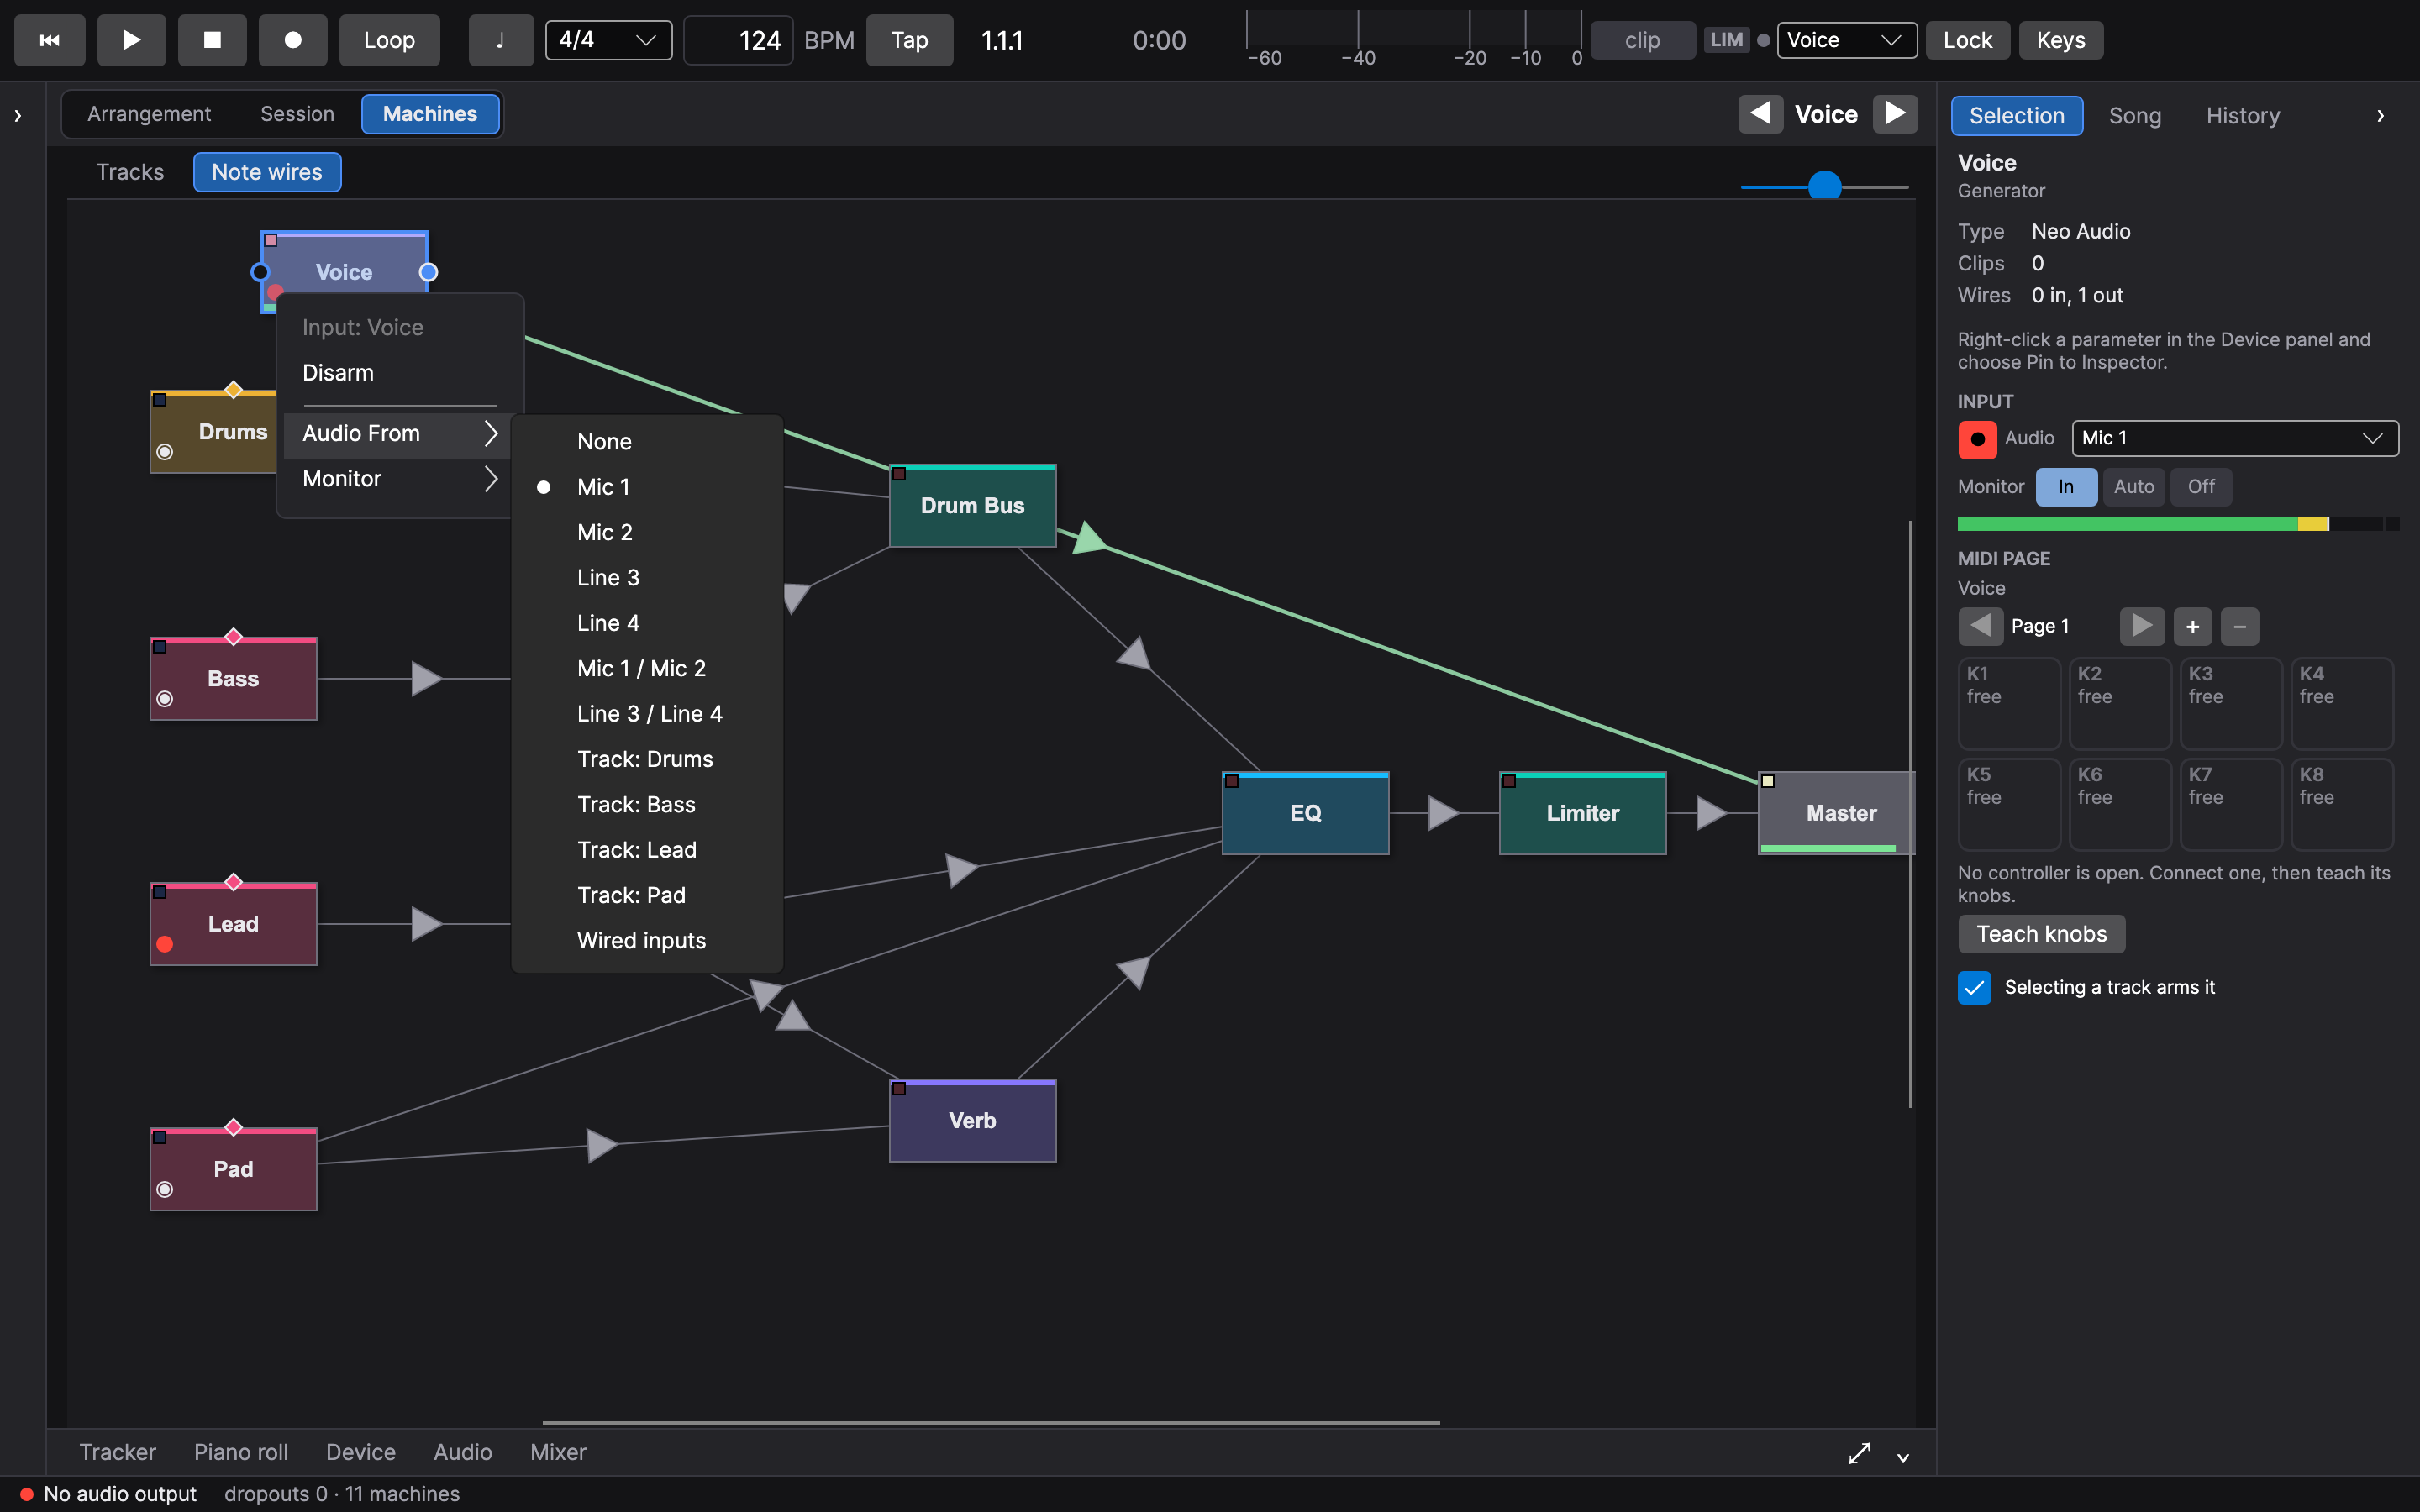 Loop 4/4 124 BPM Tap 1.1.1 0:00 −60 −40 −20 −10 0 clip LIM Voice Lock Keys
Arrangement Session Machines Voice
Tracks Note wires
Voice
Input: Voice
Disarm
Audio From
Monitor
None
Mic 1
Mic 2
Line 3
Line 4
Mic 1 / Mic 2
Line 3 / Line 4
Track: Drums
Track: Bass
Track: Lead
Track: Pad
Wired inputs
Drums
Bass
Lead
Pad
Drum Bus
EQ
Limiter
Master
Verb
Selection Song History
Voice
Generator
Type Neo Audio
Clips 0
Wires 0 in, 1 out
Right-click a parameter in the Device panel and
choose Pin to Inspector.
INPUT
Audio Mic 1
Monitor In Auto Off
MIDI PAGE
Voice
Page 1 + −
K1 K2 K3 K4
free free free free
K5 K6 K7 K8
free free free free
No controller is open. Connect one, then teach its
knobs.
Teach knobs
Selecting a track arms it
Tracker Piano roll Device Audio Mixer
No audio output dropouts 0 · 11 machines